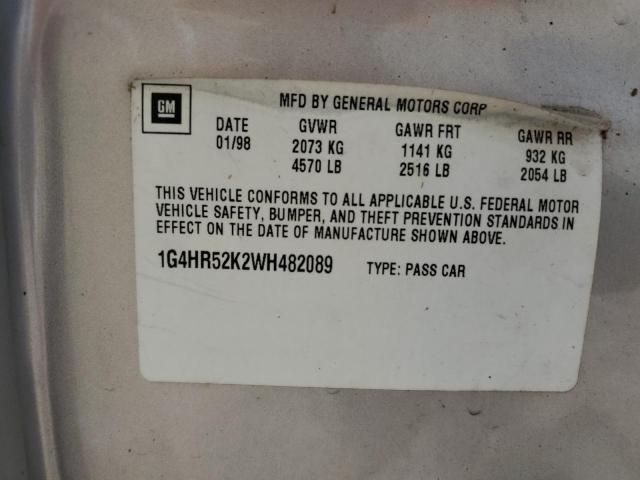 GM
MFD BY GENERAL MOTORS CORP
DATE GVWR GAWR FRT GAWR RR
01/98 2073 KG 1141 KG 932 KG
4570 LB 2516 LB 2054 LB
THIS VEHICLE CONFORMS TO ALL APPLICABLE U.S. FEDERAL MOTOR
VEHICLE SAFETY, BUMPER, AND THEFT PREVENTION STANDARDS IN
EFFECT ON THE DATE OF MANUFACTURE SHOWN ABOVE.
1G4HR52K2WH482089 TYPE: PASS CAR